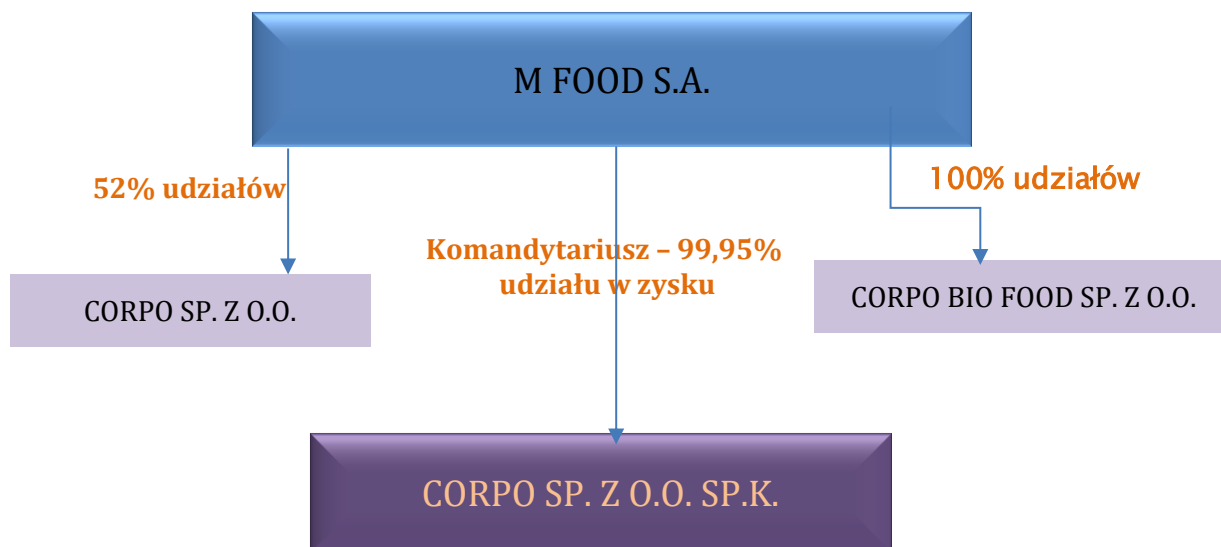 M FOOD S.A.
52% udziałów
100% udziałów
Komandytariusz – 99,95%
udziału w zysku
CORPO SP. Z O.O.
CORPO BIO FOOD SP. Z O.O.
CORPO SP. Z O.O. SP.K.